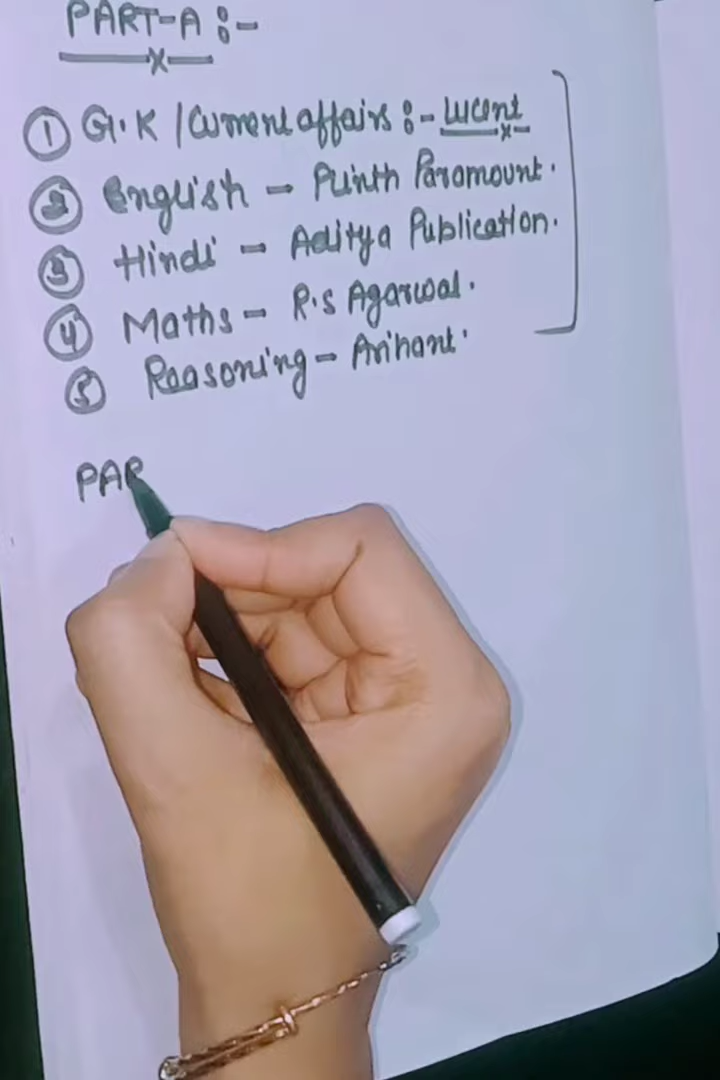 PART-A :-
① G.K / Current affairs :- Lucent
② English - Plinth Paramount.
③ Hindi - Aditya Publication.
④ Maths - R.S Agarwal.
⑤ Reasoning - Arihant.
PAR